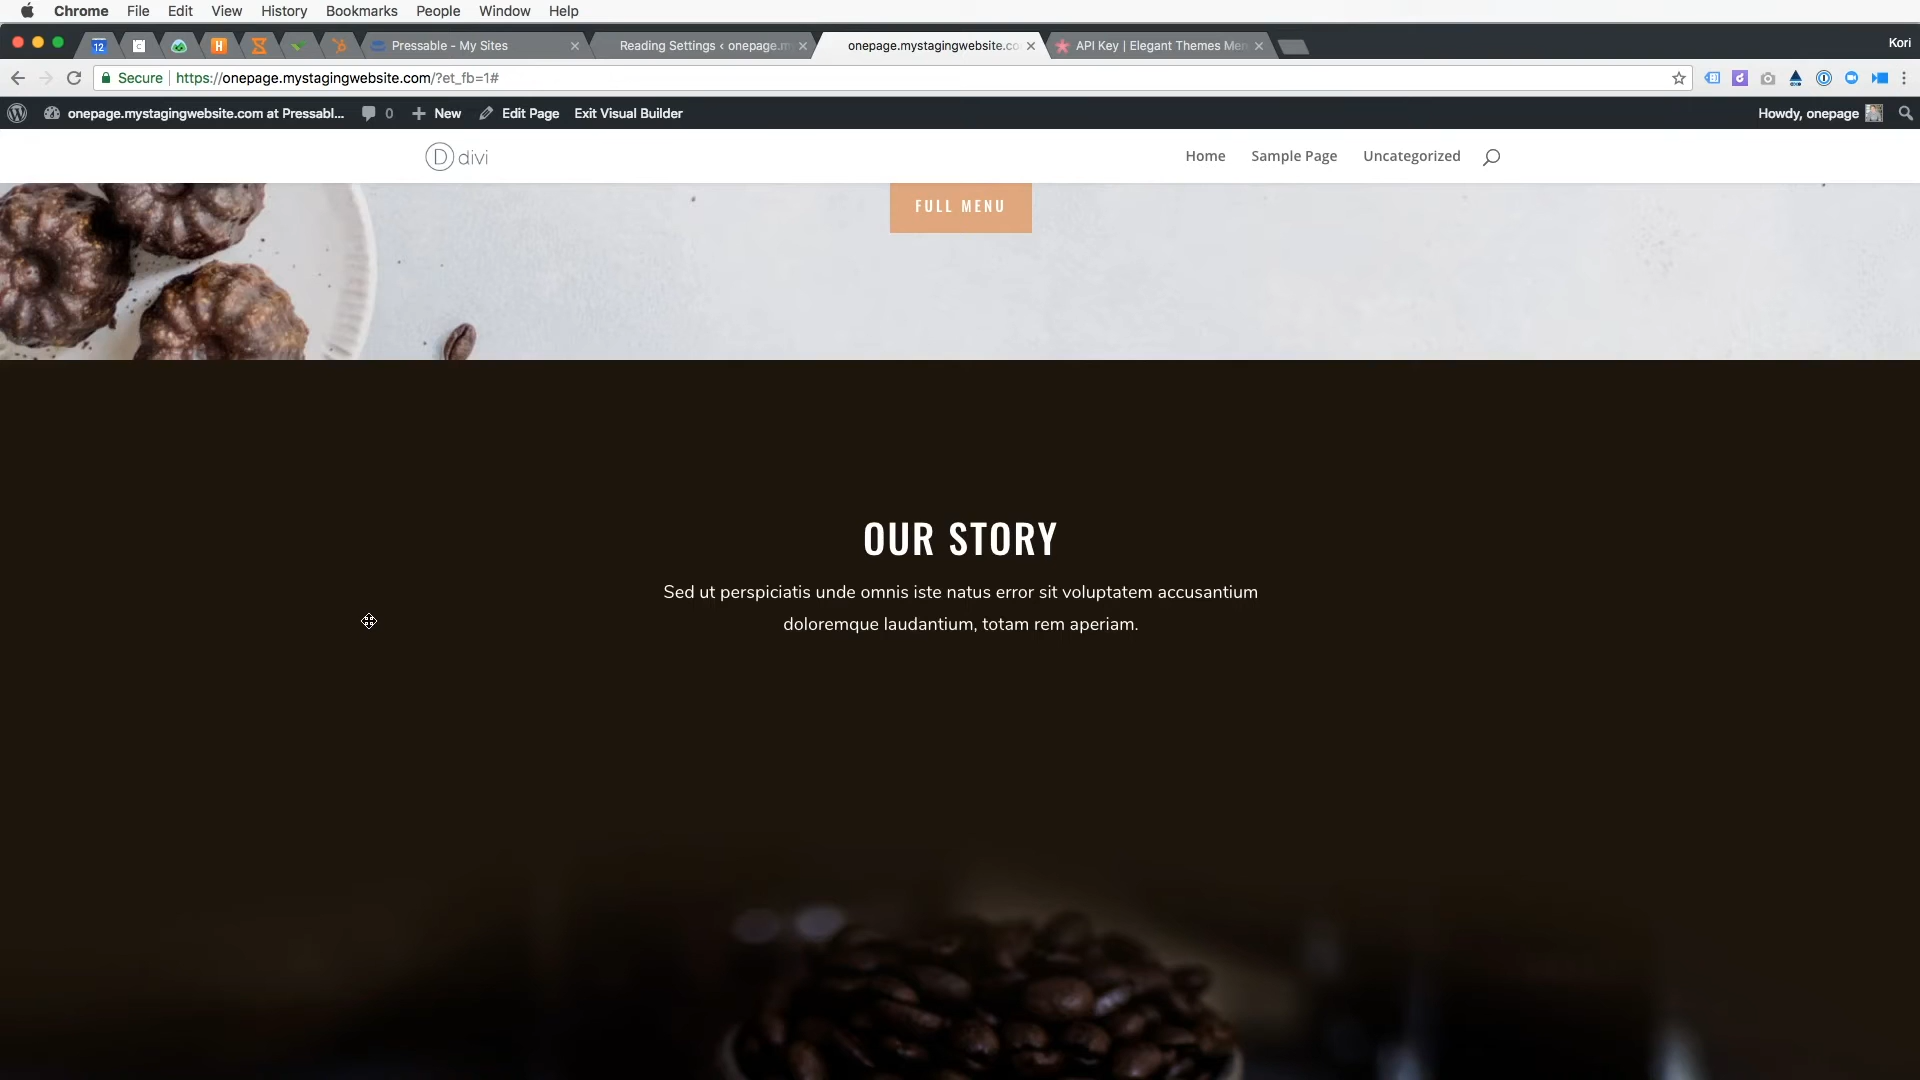 Chrome File Edit View History Bookmarks People Window Help
12
C
H
Pressable - My Sites
Reading Settings ‹ onepage.m
onepage.mystagingwebsite.co
API Key | Elegant Themes Mem
Kori
Secure https://onepage.mystagingwebsite.com/?et_fb=1#
onepage.mystagingwebsite.com at Pressabl... 0 New Edit Page Exit Visual Builder Howdy, onepage
D divi
Home Sample Page Uncategorized
FULL MENU
OUR STORY
Sed ut perspiciatis unde omnis iste natus error sit voluptatem accusantium
doloremque laudantium, totam rem aperiam.